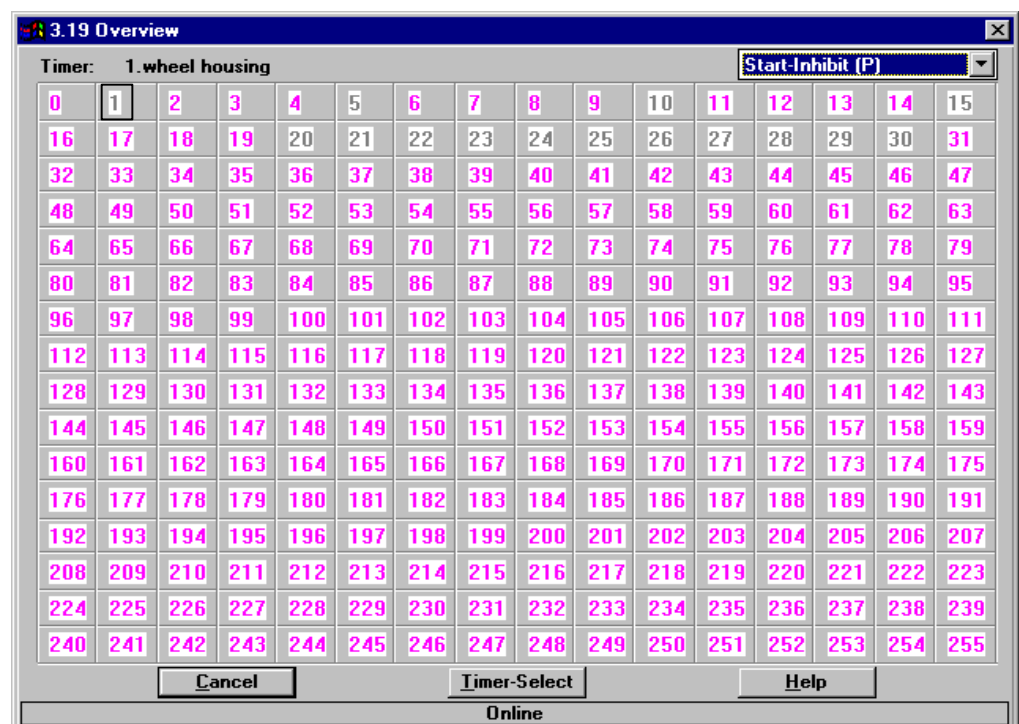 3.19 Overview
Timer: 1.wheel housing Start-Inhibit (P)
0 1 2 3 4 5 6 7 8 9 10 11 12 13 14 15
16 17 18 19 20 21 22 23 24 25 26 27 28 29 30 31
32 33 34 35 36 37 38 39 40 41 42 43 44 45 46 47
48 49 50 51 52 53 54 55 56 57 58 59 60 61 62 63
64 65 66 67 68 69 70 71 72 73 74 75 76 77 78 79
80 81 82 83 84 85 86 87 88 89 90 91 92 93 94 95
96 97 98 99 100 101 102 103 104 105 106 107 108 109 110 111
112 113 114 115 116 117 118 119 120 121 122 123 124 125 126 127
128 129 130 131 132 133 134 135 136 137 138 139 140 141 142 143
144 145 146 147 148 149 150 151 152 153 154 155 156 157 158 159
160 161 162 163 164 165 166 167 168 169 170 171 172 173 174 175
176 177 178 179 180 181 182 183 184 185 186 187 188 189 190 191
192 193 194 195 196 197 198 199 200 201 202 203 204 205 206 207
208 209 210 211 212 213 214 215 216 217 218 219 220 221 222 223
224 225 226 227 228 229 230 231 232 233 234 235 236 237 238 239
240 241 242 243 244 245 246 247 248 249 250 251 252 253 254 255
Cancel Timer-Select Help
Online